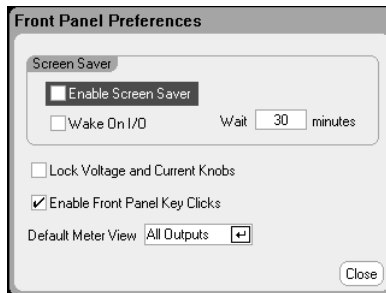 Front Panel Preferences
Screen Saver
Enable Screen Saver
Wake On I/O Wait 30 minutes
Lock Voltage and Current Knobs
Enable Front Panel Key Clicks
Default Meter View All Outputs
Close